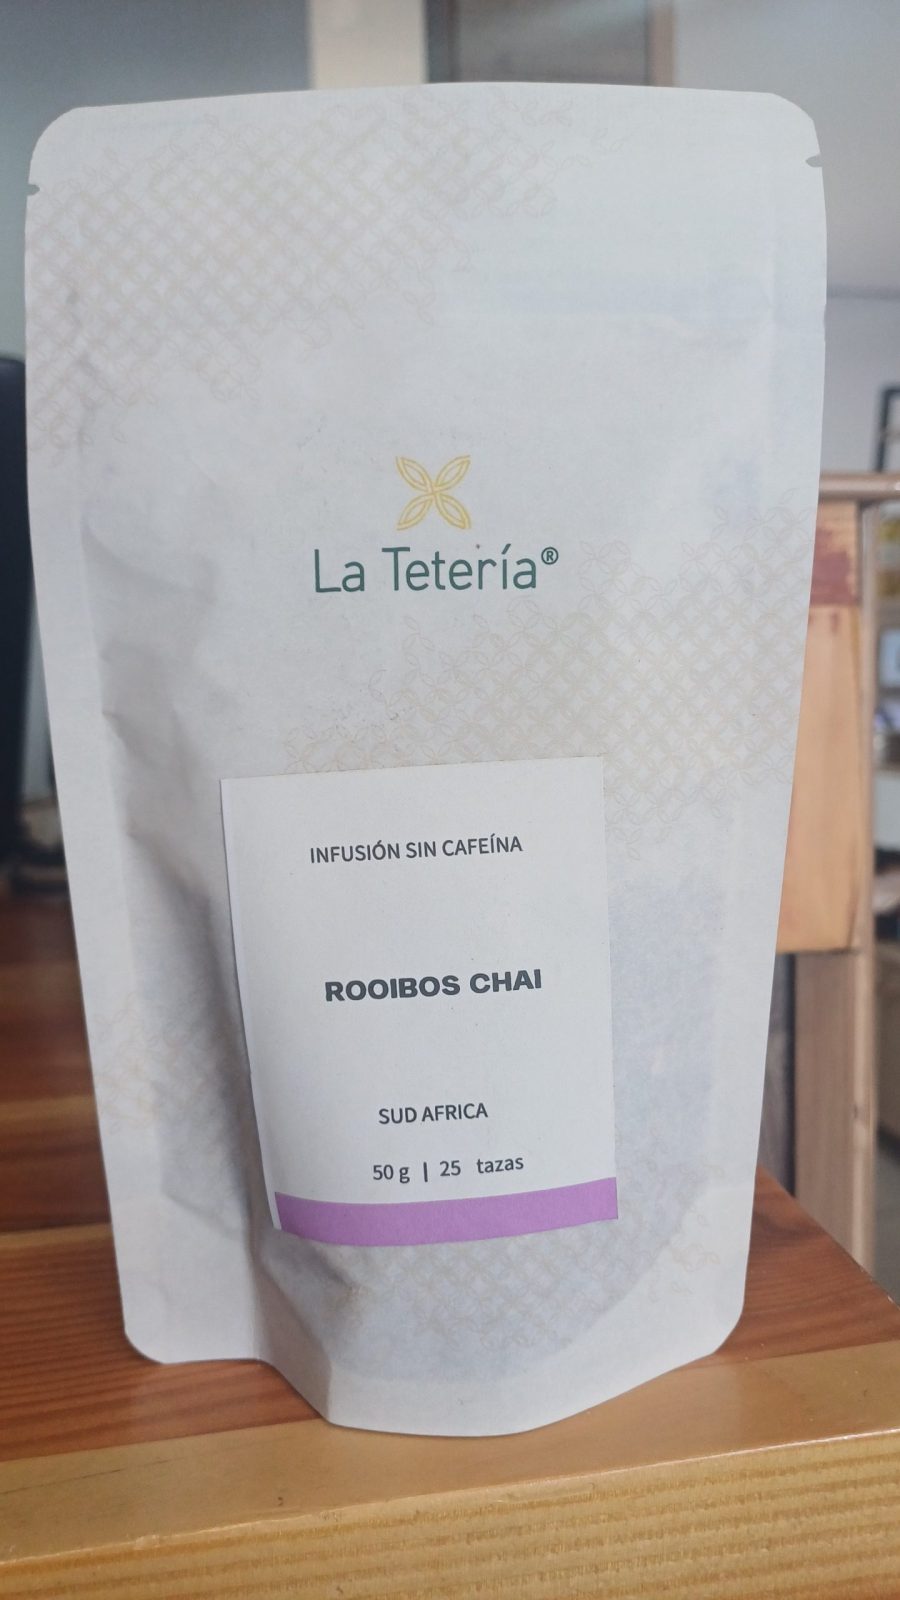 La Tetería®
INFUSIÓN SIN CAFEÍNA
ROOIBOS CHAI
SUD AFRICA
50 g | 25 tazas